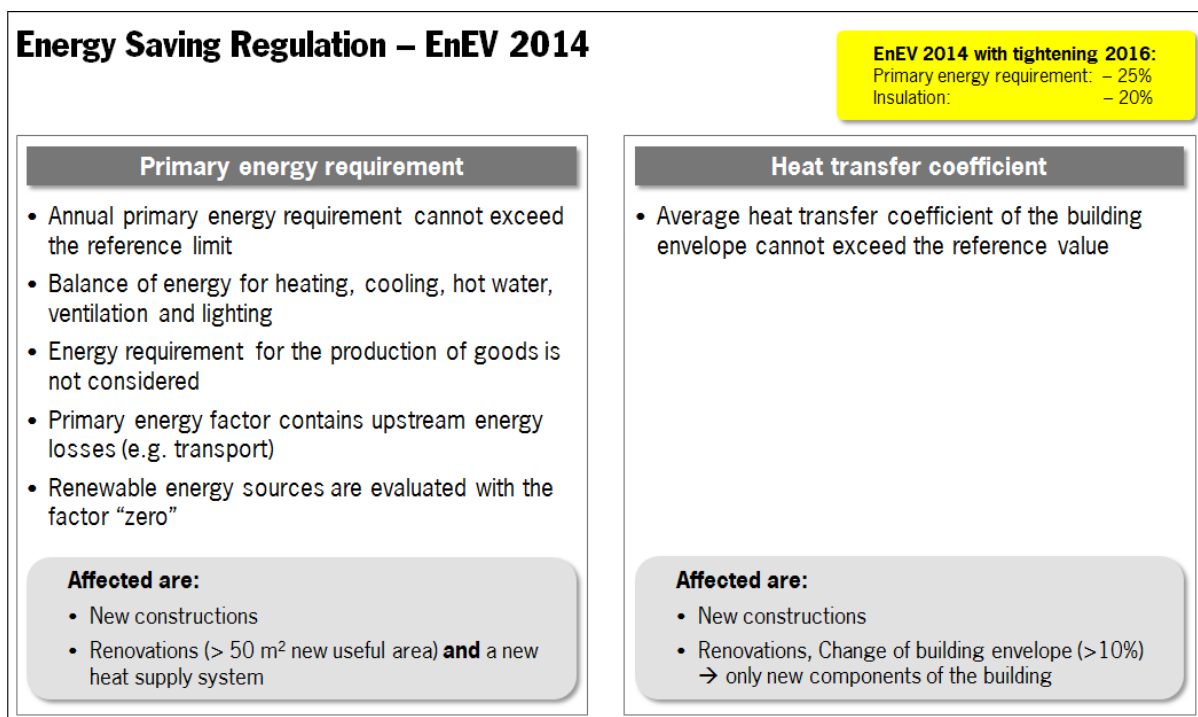 Energy Saving Regulation – EnEV 2014
EnEV 2014 with tightening 2016:
Primary energy requirement: – 25%
Insulation: – 20%
Primary energy requirement
• Annual primary energy requirement cannot exceed
the reference limit
• Balance of energy for heating, cooling, hot water,
ventilation and lighting
• Energy requirement for the production of goods is
not considered
• Primary energy factor contains upstream energy
losses (e.g. transport)
• Renewable energy sources are evaluated with the
factor “zero”
Affected are:
• New constructions
• Renovations (> 50 m² new useful area) and a new
heat supply system
Heat transfer coefficient
• Average heat transfer coefficient of the building
envelope cannot exceed the reference value
Affected are:
• New constructions
• Renovations, Change of building envelope (>10%)
→ only new components of the building